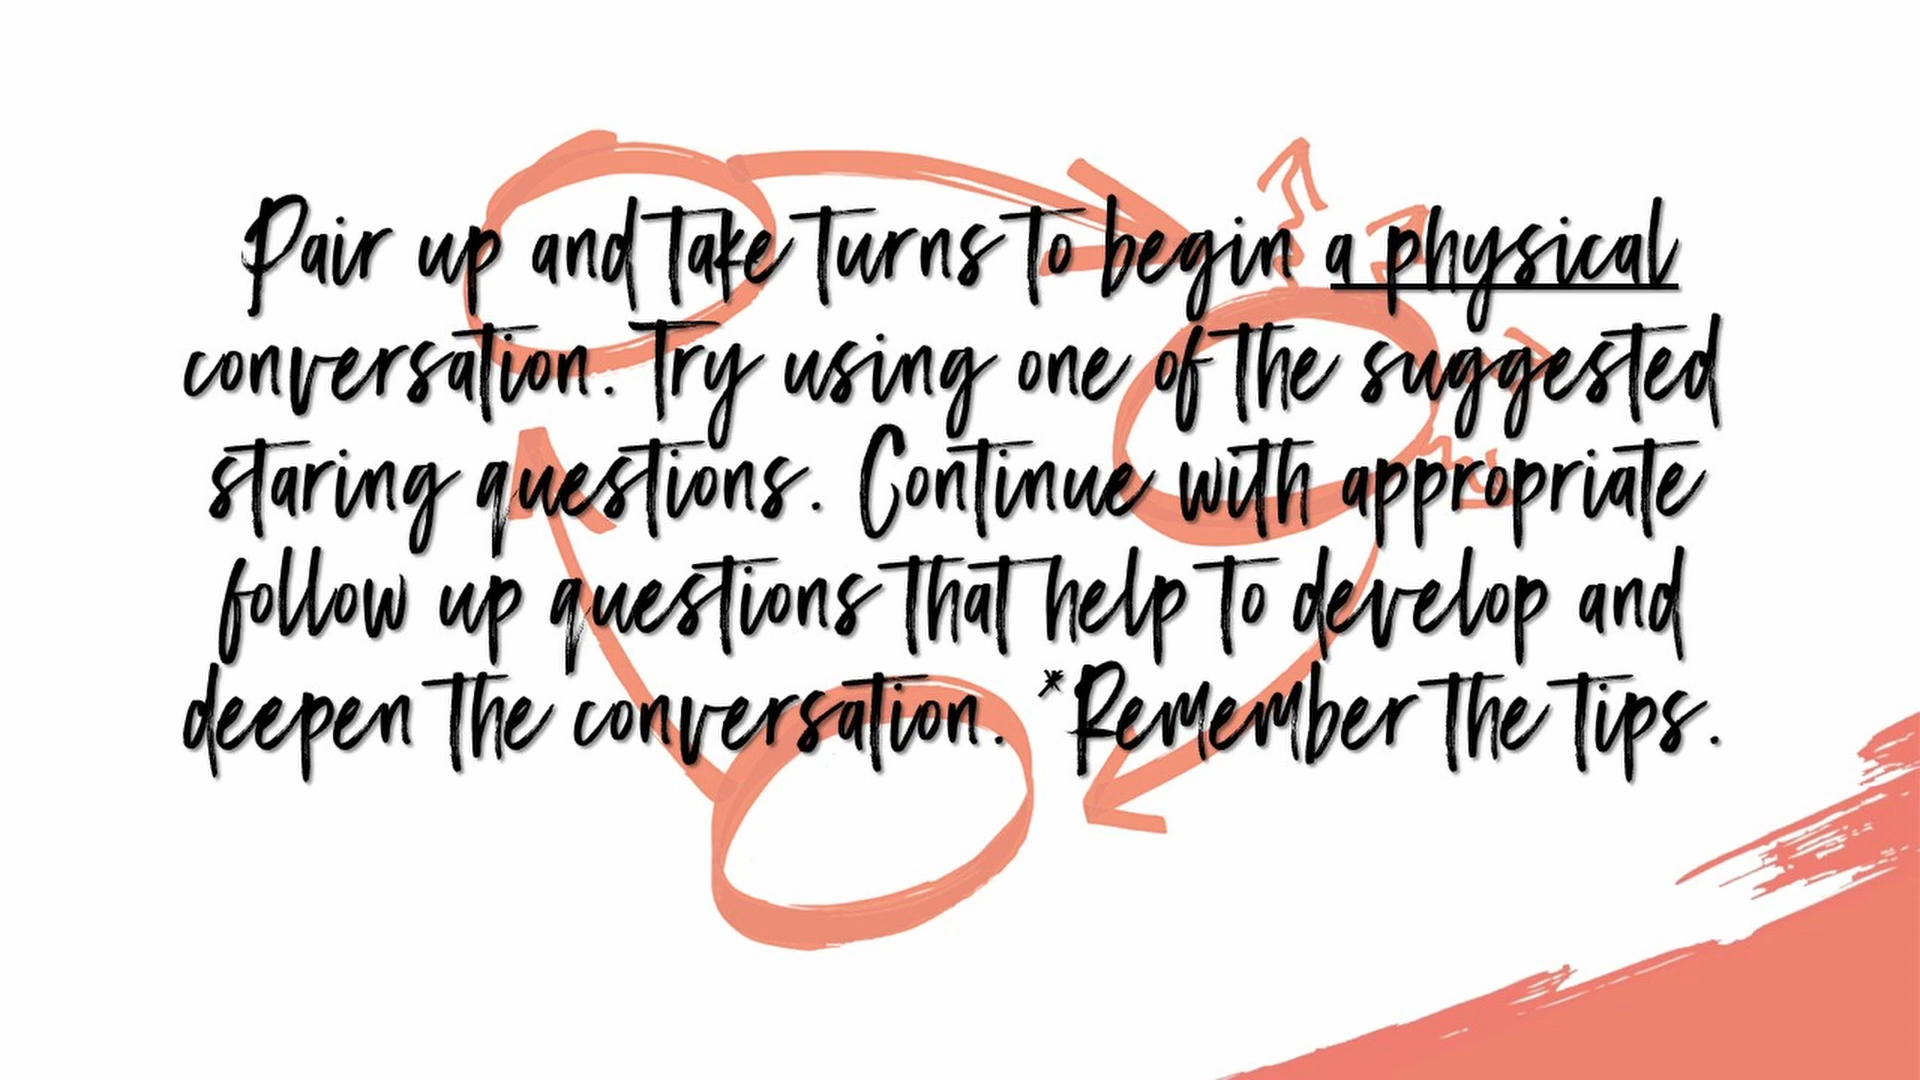 Pair up and take turns to begin a physical
conversation. Try using one of the suggested
staring questions. Continue with appropriate
follow up questions that help to develop and
deepen the conversation. *Remember the tips.